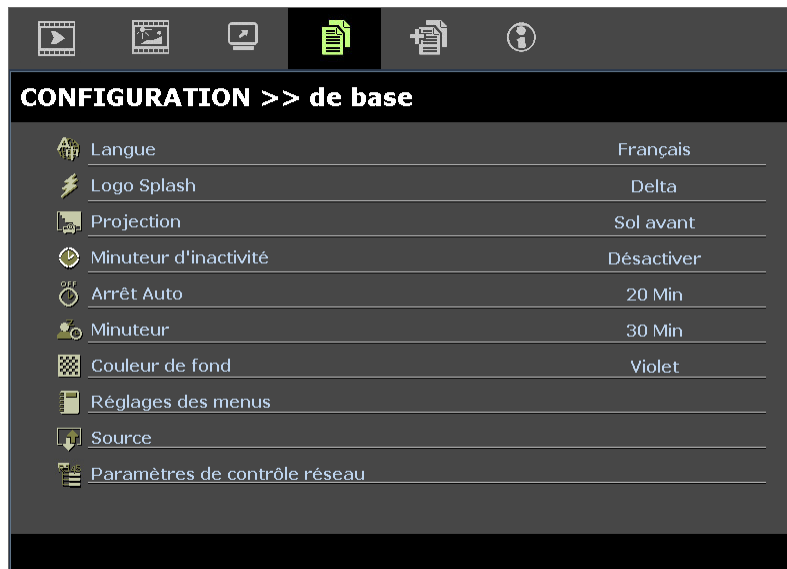 CONFIGURATION >> de base
Langue Français
Logo Splash Delta
Projection Sol avant
Minuteur d'inactivité Désactiver
OFF
Arrêt Auto 20 Min
Minuteur 30 Min
Couleur de fond Violet
Réglages des menus
Source
Paramètres de contrôle réseau